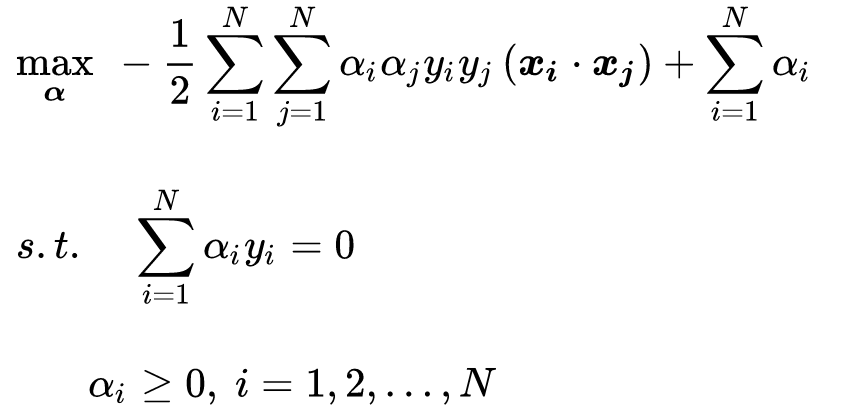 max_α −1/2 ∑_{i=1}^{N} ∑_{j=1}^{N} α_i α_j y_i y_j (x_i · x_j) + ∑_{i=1}^{N} α_i
s.t. ∑_{i=1}^{N} α_i y_i = 0
α_i ≥ 0, i = 1, 2, ..., N